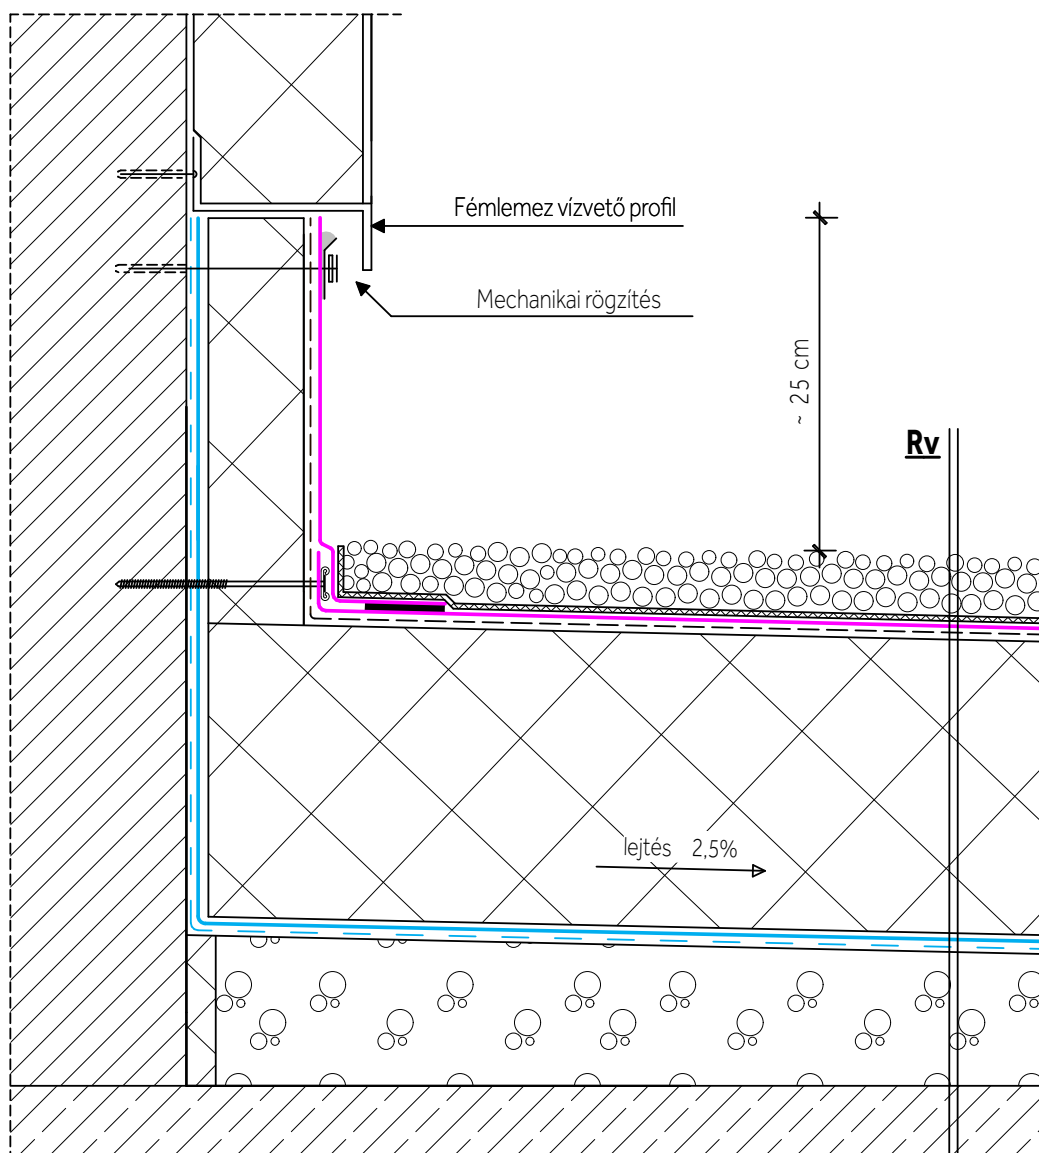 Fémlemez vízvető profil
Mechanikai rögzítés
~ 25 cm
Rv
lejtés 2,5%